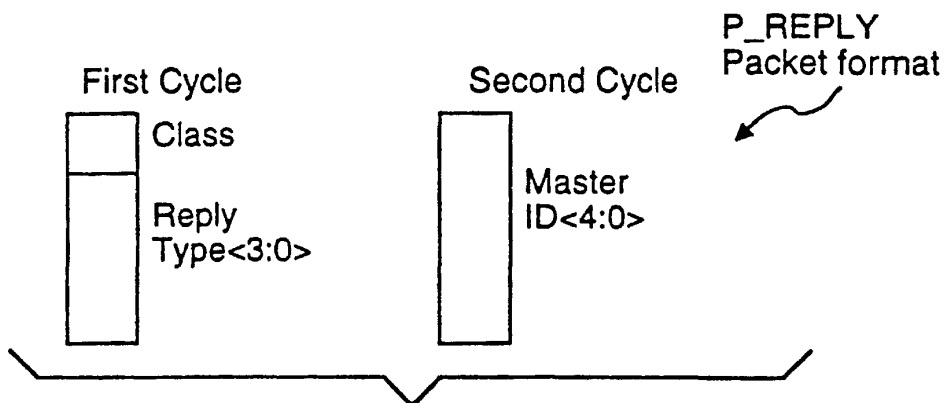 P_REPLY
Packet format
First Cycle
Second Cycle
Class
Reply
Type<3:0>
Master
ID<4:0>